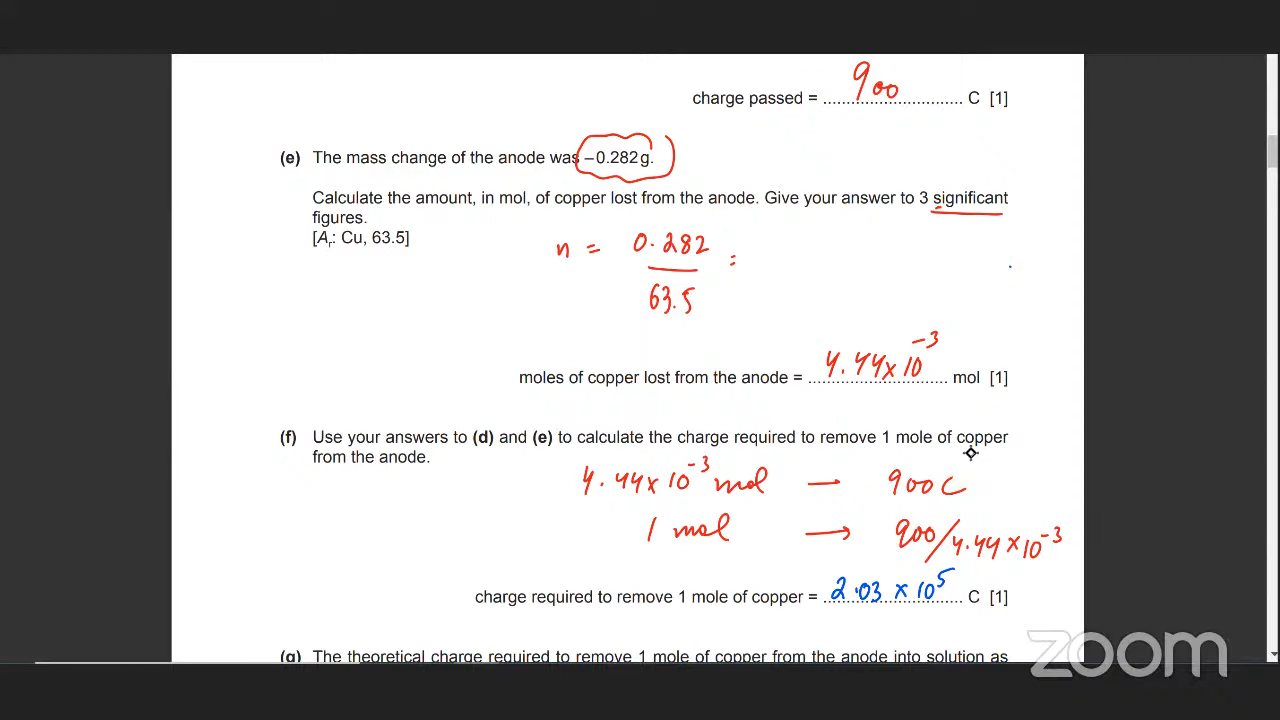 900
charge passed = .............................. C [1]
(e) The mass change of the anode was –0.282 g.
Calculate the amount, in mol, of copper lost from the anode. Give your answer to 3 significant
figures.
[Ar: Cu, 63.5]
n = 0.282 =
63.5
4.44 x 10⁻³
moles of copper lost from the anode = .............................. mol [1]
(f) Use your answers to (d) and (e) to calculate the charge required to remove 1 mole of copper
from the anode.
4.44 x 10⁻³ mol — 900 C
1 mol → 900/4.44 x 10⁻³
2.03 x 10⁵
charge required to remove 1 mole of copper = .............................. C [1]
(g) The theoretical charge required to remove 1 mole of copper from the anode into solution as
zoom